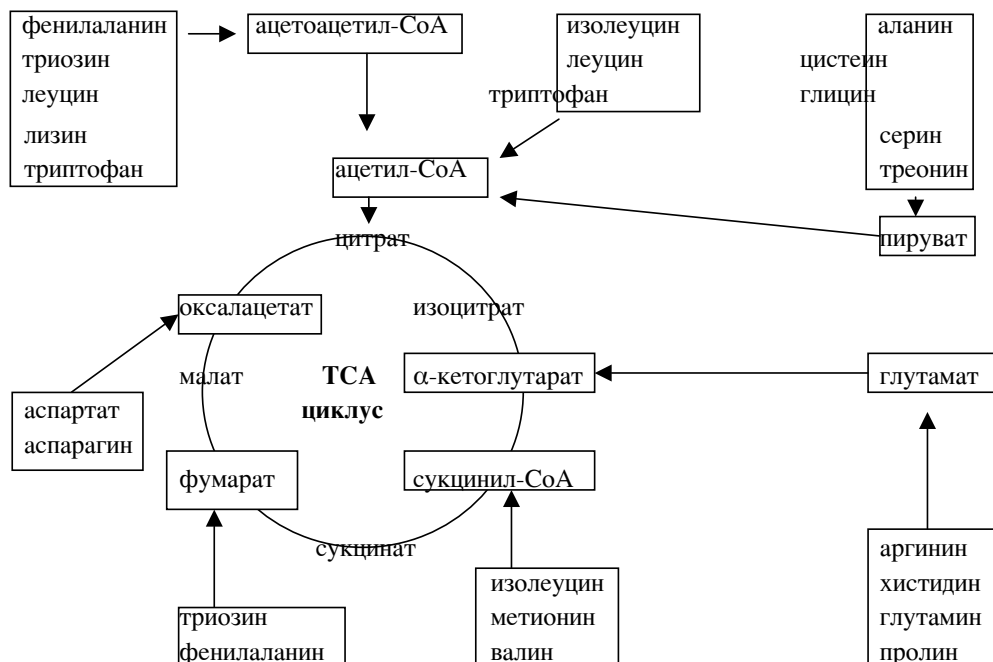 фенилаланин
триозин
леуцин
лизин
триптофан
ацетоацетил-CoA
изолеуцин
леуцин
триптофан
аланин
цистеин
глицин
серин
треонин
ацетил-CoA
пируват
цитрат
оксалацетат
изоцитрат
малат
ТСА
циклус
α-кетоглутарат
глутамат
аспартат
аспарагин
фумарат
сукцинил-CoA
сукцинат
триозин
фенилаланин
изолеуцин
метионин
валин
аргинин
хистидин
глутамин
пролин